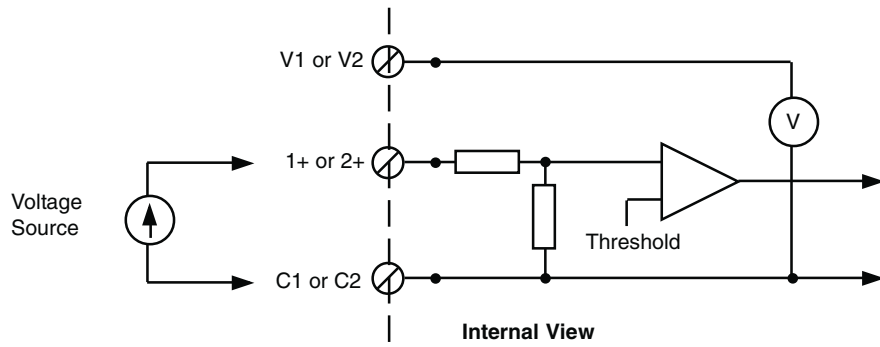 V1 or V2
V
1+ or 2+
Voltage
Source
Threshold
C1 or C2
Internal View